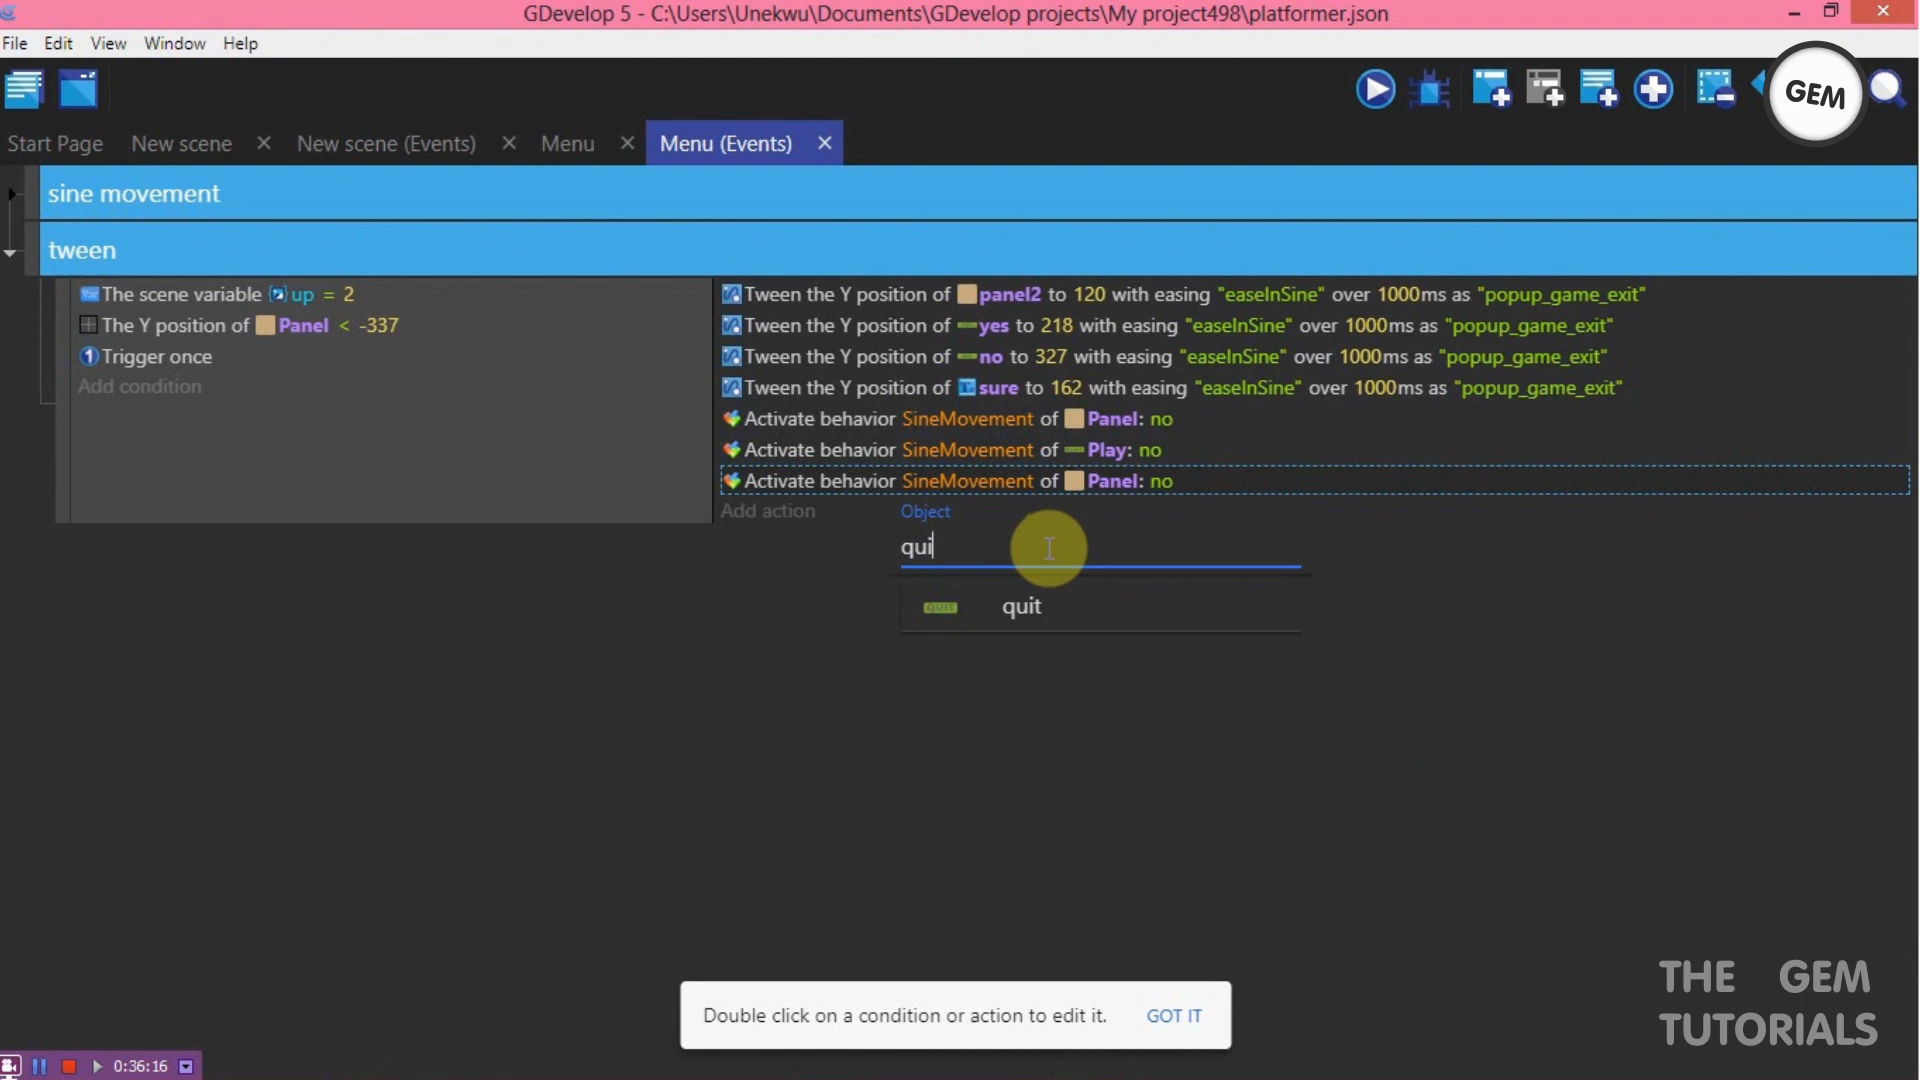 GDevelop 5 - C:\Users\Unekwu\Documents\GDevelop projects\My project498\platformer.json
File Edit View Window Help
GEM
Start Page New scene New scene (Events) Menu Menu (Events)
sine movement
tween
The scene variable up = 2
The Y position of Panel < -337
Trigger once
Add condition
Tween the Y position of panel2 to 120 with easing "easeInSine" over 1000ms as "popup_game_exit"
Tween the Y position of yes to 218 with easing "easeInSine" over 1000ms as "popup_game_exit"
Tween the Y position of no to 327 with easing "easeInSine" over 1000ms as "popup_game_exit"
Tween the Y position of sure to 162 with easing "easeInSine" over 1000ms as "popup_game_exit"
Activate behavior SineMovement of Panel: no
Activate behavior SineMovement of Play: no
Activate behavior SineMovement of Panel: no
Add action
Object
qui
QUIT quit
Double click on a condition or action to edit it. GOT IT
THE GEM
TUTORIALS
0:36:16